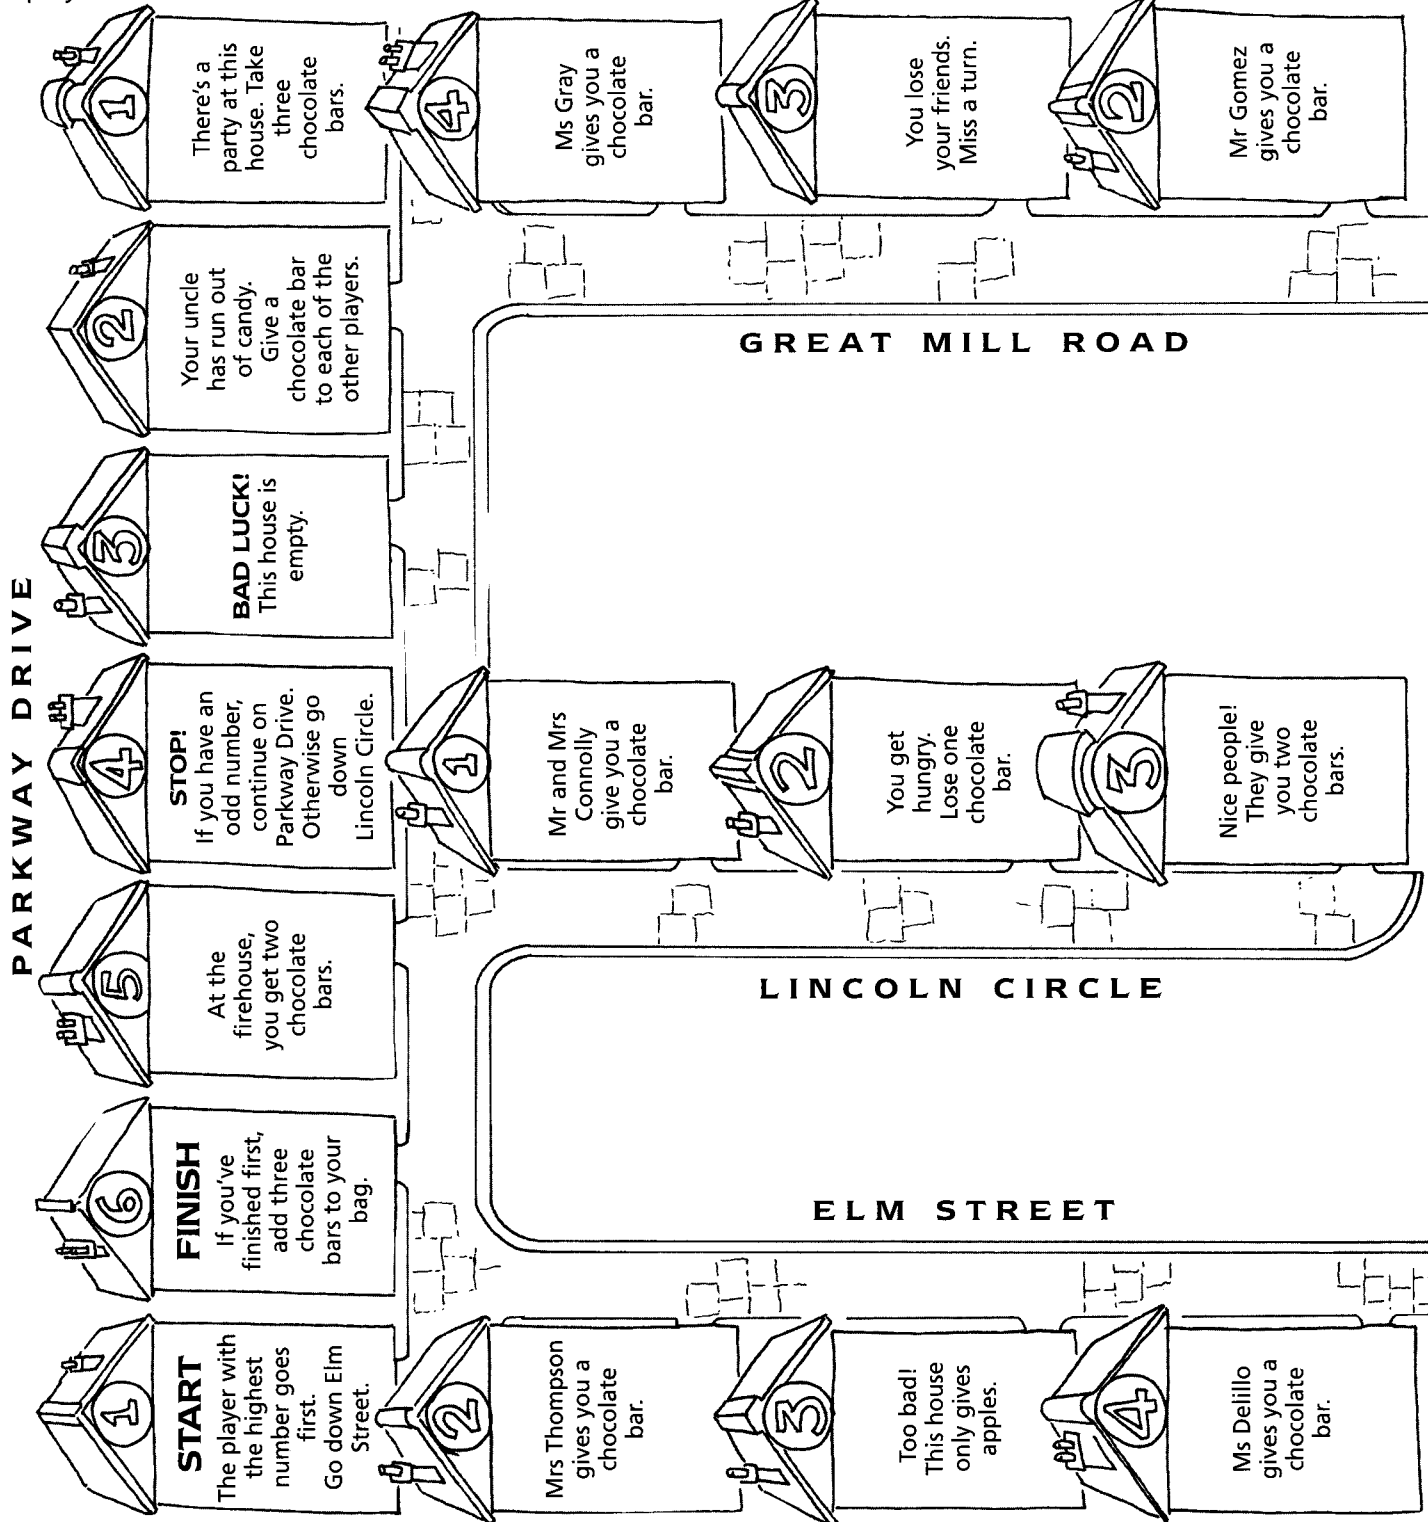 PARKWAY DRIVE
1
START
The player with
the highest
number goes
first.
Go down Elm
Street.
6
FINISH
If you've
finished first,
add three
chocolate
bars to your
bag.
5
At the
firehouse,
you get two
chocolate
bars.
4
STOP!
If you have an
odd number,
continue on
Parkway Drive.
Otherwise go
down
Lincoln Circle.
3
BAD LUCK!
This house is
empty.
2
Your uncle
has run out
of candy.
Give a
chocolate bar
to each of the
other players.
1
There's a
party at this
house. Take
three
chocolate
bars.
ELM STREET
2
Mrs Thompson
gives you a
chocolate
bar.
3
Too bad!
This house
only gives
apples.
4
Ms Delillo
gives you a
chocolate
bar.
LINCOLN CIRCLE
1
Mr and Mrs
Connolly
give you a
chocolate
bar.
2
You get
hungry.
Lose one
chocolate
bar.
3
Nice people!
They give
you two
chocolate
bars.
GREAT MILL ROAD
4
Ms Gray
gives you a
chocolate
bar.
3
You lose
your friends.
Miss a turn.
2
Mr Gomez
gives you a
chocolate
bar.